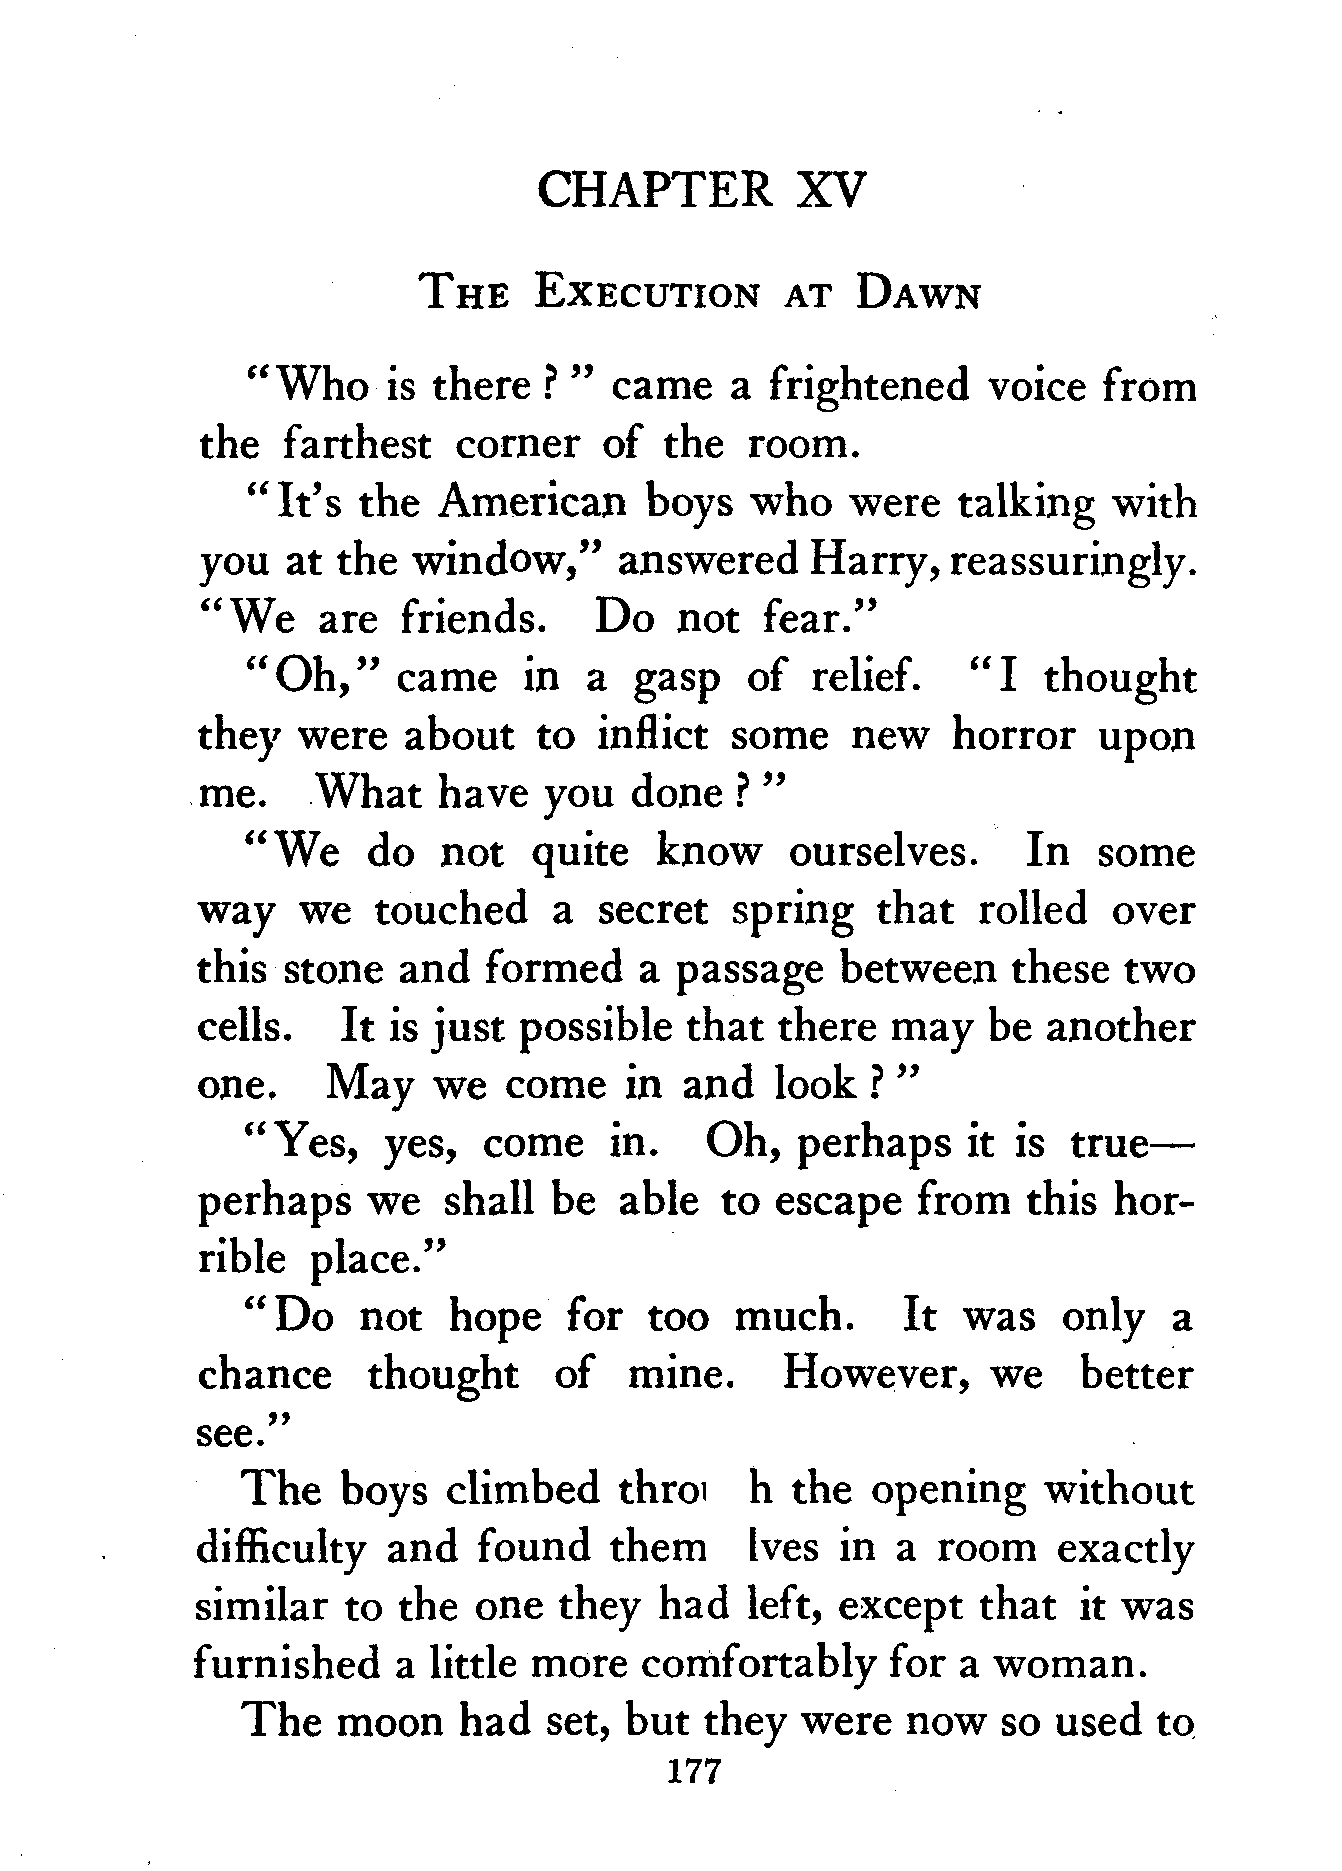 CHAPTER XV
THE EXECUTION AT DAWN
"Who is there?" came a frightened voice from
the farthest corner of the room.
"It's the American boys who were talking with
you at the window," answered Harry, reassuringly.
"We are friends. Do not fear."
"Oh," came in a gasp of relief. "I thought
they were about to inflict some new horror upon
me. What have you done?"
"We do not quite know ourselves. In some
way we touched a secret spring that rolled over
this stone and formed a passage between these two
cells. It is just possible that there may be another
one. May we come in and look?"
"Yes, yes, come in. Oh, perhaps it is true—
perhaps we shall be able to escape from this hor-
rible place."
"Do not hope for too much. It was only a
chance thought of mine. However, we better
see."
The boys climbed the opening without
difficulty and found in a room exactly
similar to the one they had left, except that it was
furnished a little more comfortably for a woman.
The moon had set, but they were now so used to
177